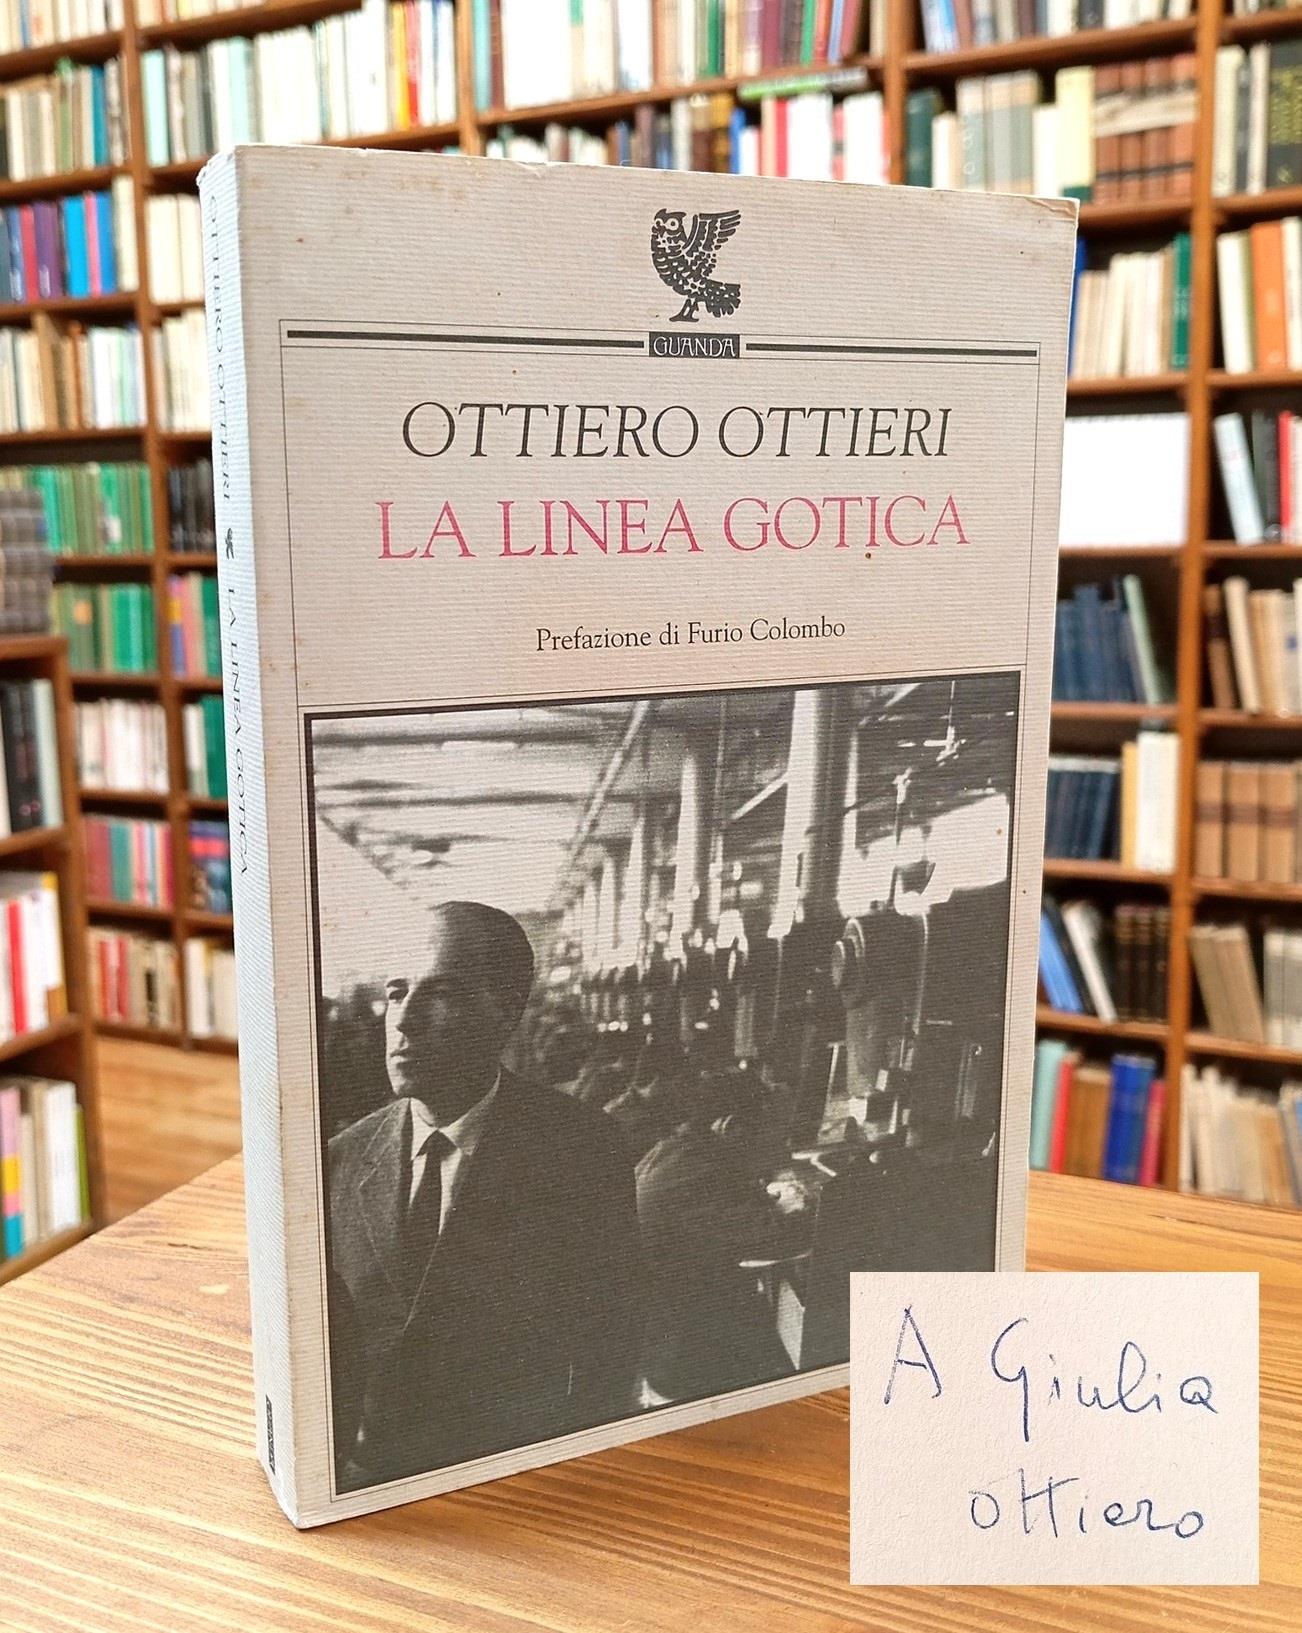 GUANDA
OTTIERO OTTIERI
LA LINEA GOTICA
Prefazione di Furio Colombo
OTTIERO OTTIERI LA LINEA GOTICA
A Giulia
Ottiero